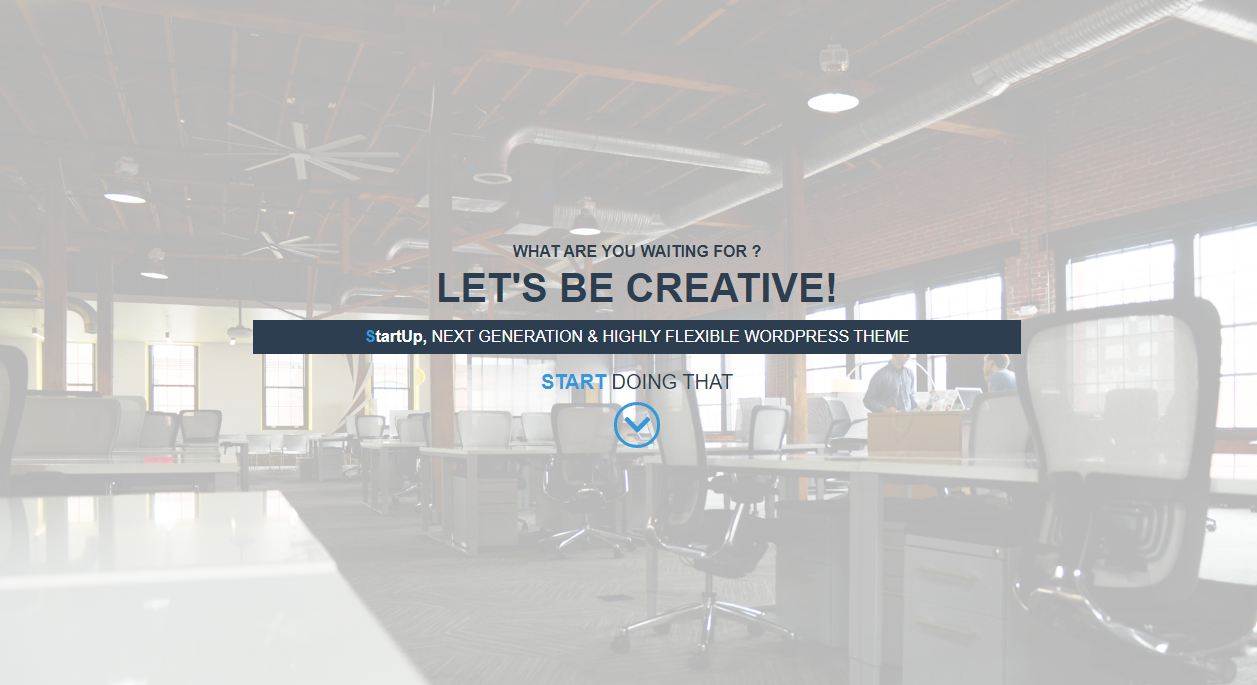 WHAT ARE YOU WAITING FOR ?
LET'S BE CREATIVE!
StartUp, NEXT GENERATION & HIGHLY FLEXIBLE WORDPRESS THEME
START DOING THAT